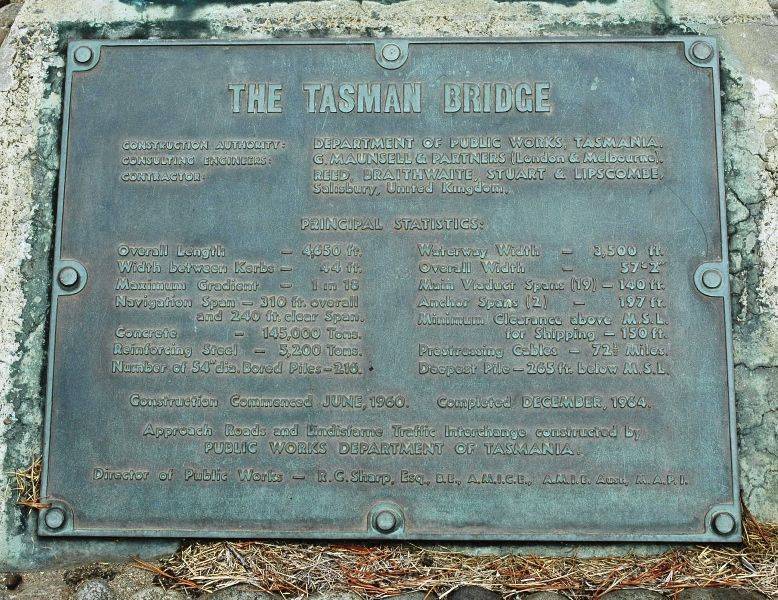 THE TASMAN BRIDGE
CONSTRUCTION AUTHORITY: DEPARTMENT OF PUBLIC WORKS, TASMANIA.
CONSULTING ENGINEERS: G. MAUNSELL & PARTNERS (London & Melbourne).
CONTRACTOR: REED, BRAITHWAITE, STUART & LIPSCOMBE,
Salisbury, United Kingdom.
PRINCIPAL STATISTICS:
Overall Length — 4,650 ft.
Width between Kerbs — 44 ft.
Maximum Gradient — 1 in 18
Navigation Span — 310 ft. overall
and 240 ft. clear Span.
Concrete — 145,000 Tons.
Reinforcing Steel — 5,200 Tons.
Number of 54" dia. Bored Piles — 216.
Waterway Width — 3,500 ft.
Overall Width — 57'-2"
Main Viaduct Spans (19) — 140 ft.
Anchor Spans (2) — 197 ft.
Minimum Clearance above M.S.L.
for Shipping — 150 ft.
Prestressing Cables — Miles.
Deepest Pile — 265 ft. below M.S.L.
Construction Commenced JUNE, 1960. Completed DECEMBER, 1964.
Approach Roads and Lindisfarne Traffic Interchange constructed by
PUBLIC WORKS DEPARTMENT OF TASMANIA.
Director of Public Works — R. G. Sharp, Esq., B.E., A.M.I.C.E., A.M.I.E. Aust., M.A.P.I.